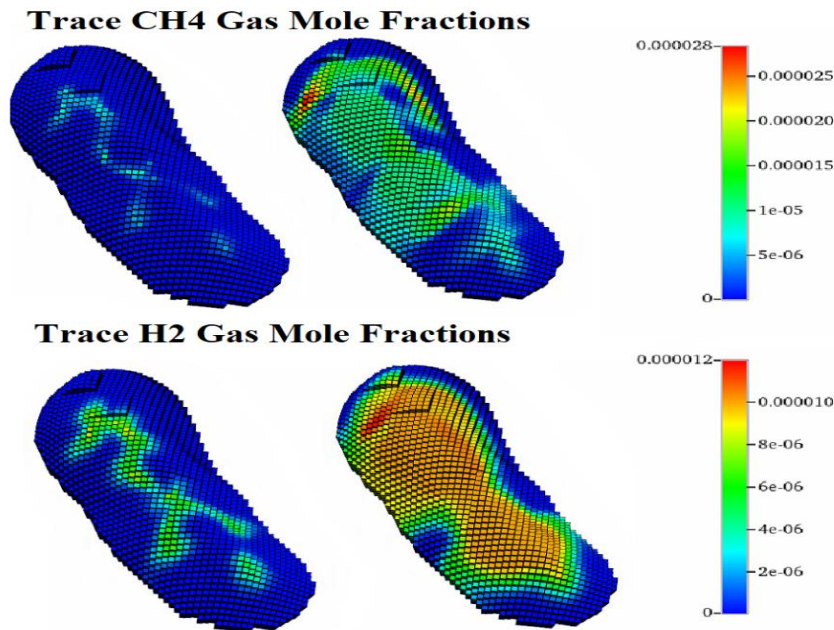 Trace CH4 Gas Mole Fractions
0.000028
0.000025
0.000020
0.000015
1e-05
5e-06
0
Trace H2 Gas Mole Fractions
0.000012
0.000010
8e-06
6e-06
4e-06
2e-06
0